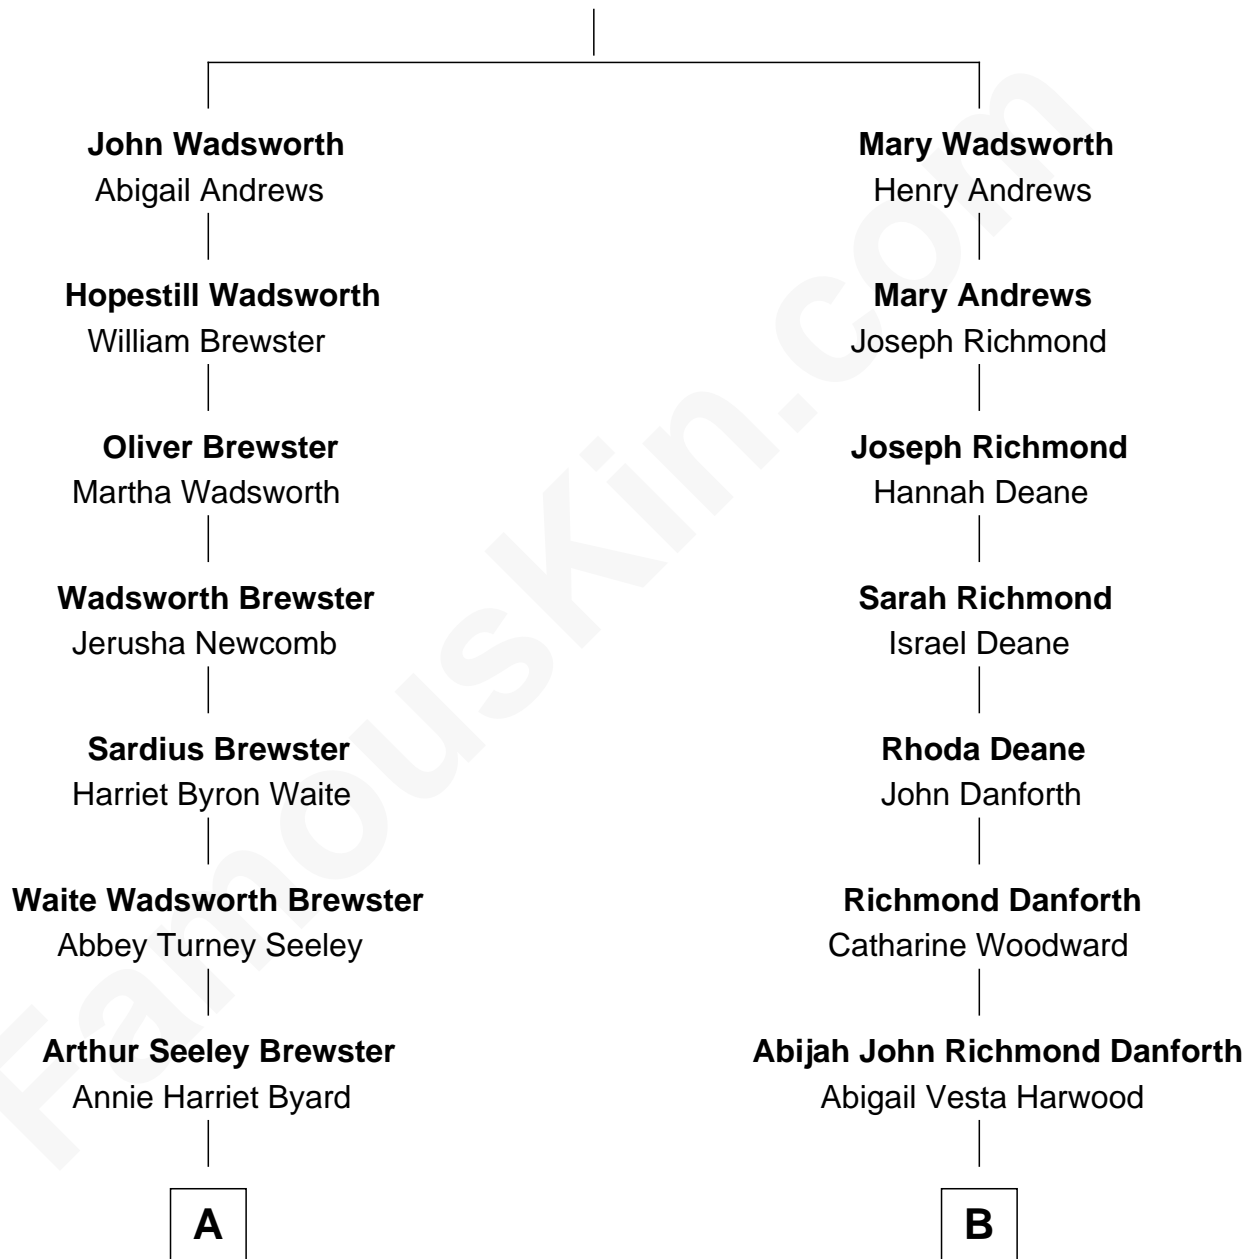 John Wadsworth
Abigail Andrews
Hopestill Wadsworth
William Brewster
Oliver Brewster
Martha Wadsworth
Wadsworth Brewster
Jerusha Newcomb
Sardius Brewster
Harriet Byron Waite
Waite Wadsworth Brewster
Abbey Turney Seeley
Arthur Seeley Brewster
Annie Harriet Byard
A
Mary Wadsworth
Henry Andrews
Mary Andrews
Joseph Richmond
Joseph Richmond
Hannah Deane
Sarah Richmond
Israel Deane
Rhoda Deane
John Danforth
Richmond Danforth
Catharine Woodward
Abijah John Richmond Danforth
Abigail Vesta Harwood
B
FamousKin.com